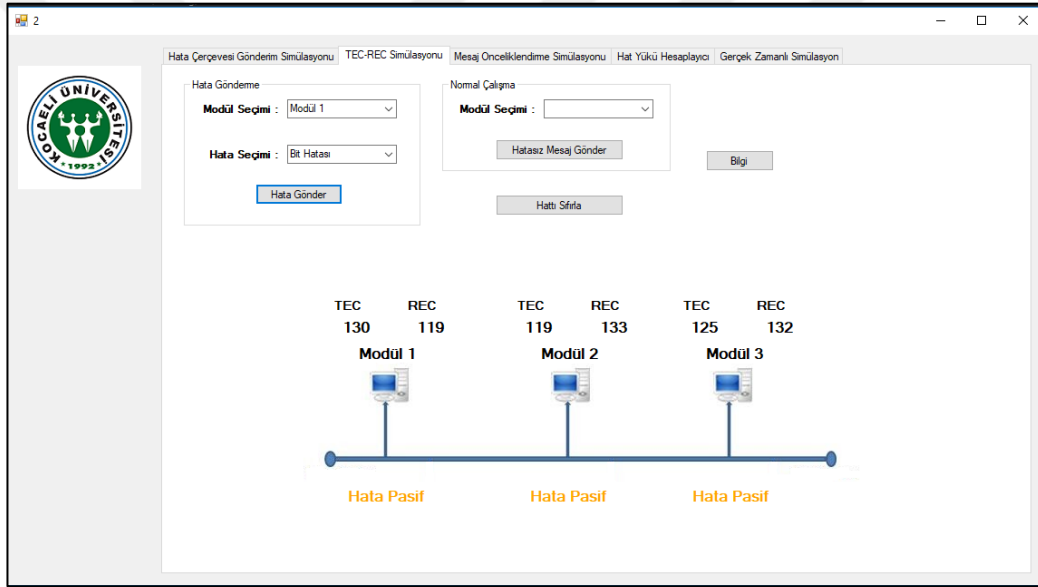 2
Hata Çerçevesi Gönderim Simülasyonu TEC-REC Simülasyonu Mesaj Onceliklendime Simülasyonu Hat Yükü Hesaplayıcı Gerçek Zamanlı Simülasyon
KOCAELİ ÜNİVERSİTESİ
1992
Hata Gönderme
Modül Seçimi : Modül 1
Hata Seçimi : Bit Hatası
Hata Gönder
Normal Çalışma
Modül Seçimi :
Hatasız Mesaj Gönder
Hattı Sıfırla
Bilgi
TEC REC TEC REC TEC REC
130 119 119 133 125 132
Modül 1 Modül 2 Modül 3
Hata Pasif Hata Pasif Hata Pasif